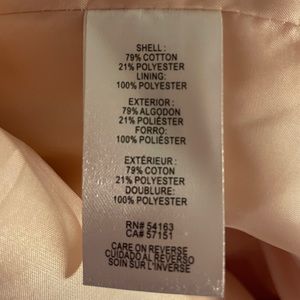 SHELL :
79% COTTON
21% POLYESTER
LINING:
100% POLYESTER
EXTERIOR :
79% ALGODON
21% POLIÉSTER
FORRO:
100% POLIESTER
EXTÉRIEUR :
79% COTON
21% POLYESTER
DOUBLURE:
100% POLYESTER
RN# 54163
CA# 57151
CARE ON REVERSE
CUIDADO AL REVERSO
SOIN SUR L'INVERSE